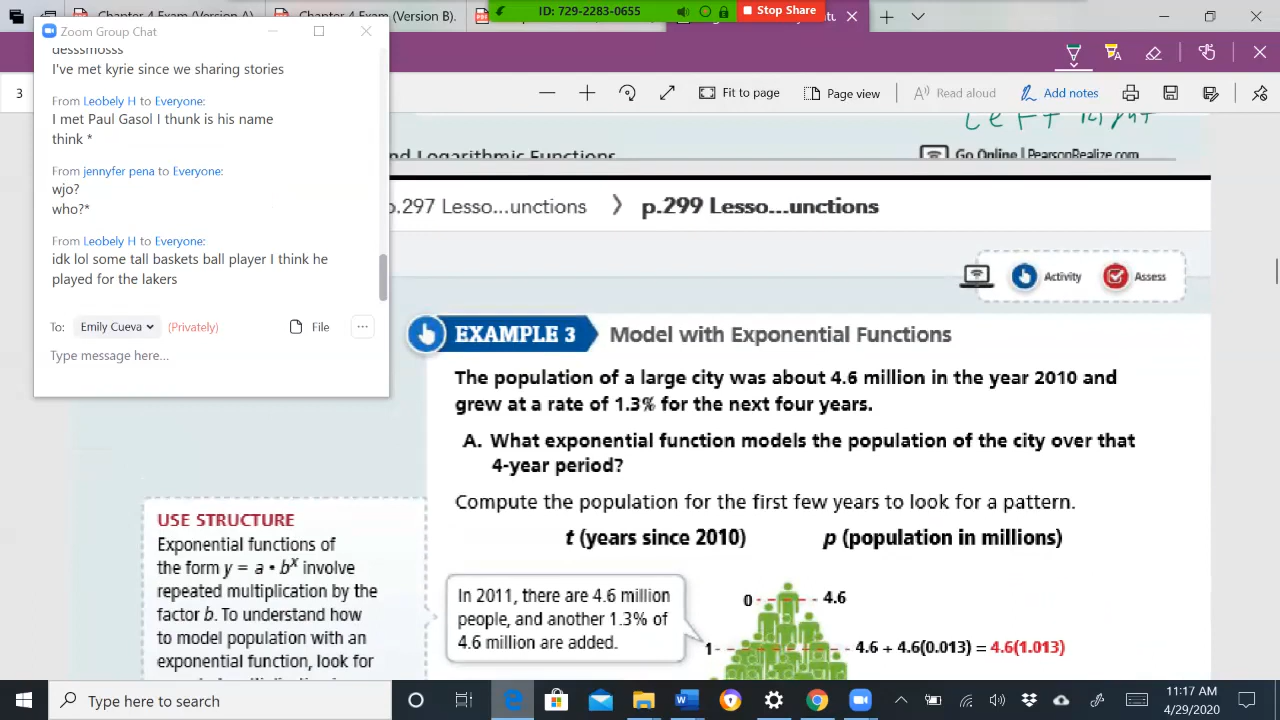 Chapter 4 Exam (Version B).
ID: 729-2283-0655
Stop Share
Zoom Group Chat
desssmosss
I've met kyrie since we sharing stories
From Leobely H to Everyone:
I met Paul Gasol I thunk is his name
think *
From jennyfer pena to Everyone:
wjo?
who?*
From Leobely H to Everyone:
idk lol some tall baskets ball player I think he
played for the lakers
To: Emily Cueva (Privately) File
Type message here...
3
Fit to page Page view Read aloud Add notes
Left Right
and Logarithmic Functions Go Online | PearsonRealize.com
p.297 Lesso...unctions > p.299 Lesso...unctions
Activity Assess
EXAMPLE 3 Model with Exponential Functions
The population of a large city was about 4.6 million in the year 2010 and
grew at a rate of 1.3% for the next four years.
A. What exponential function models the population of the city over that
4-year period?
Compute the population for the first few years to look for a pattern.
t (years since 2010) p (population in millions)
USE STRUCTURE
Exponential functions of
the form y = a • bˣ involve
repeated multiplication by the
factor b. To understand how
to model population with an
exponential function, look for
In 2011, there are 4.6 million
people, and another 1.3% of
4.6 million are added.
0 4.6
1 4.6 + 4.6(0.013) = 4.6(1.013)
Type here to search
11:17 AM
4/29/2020